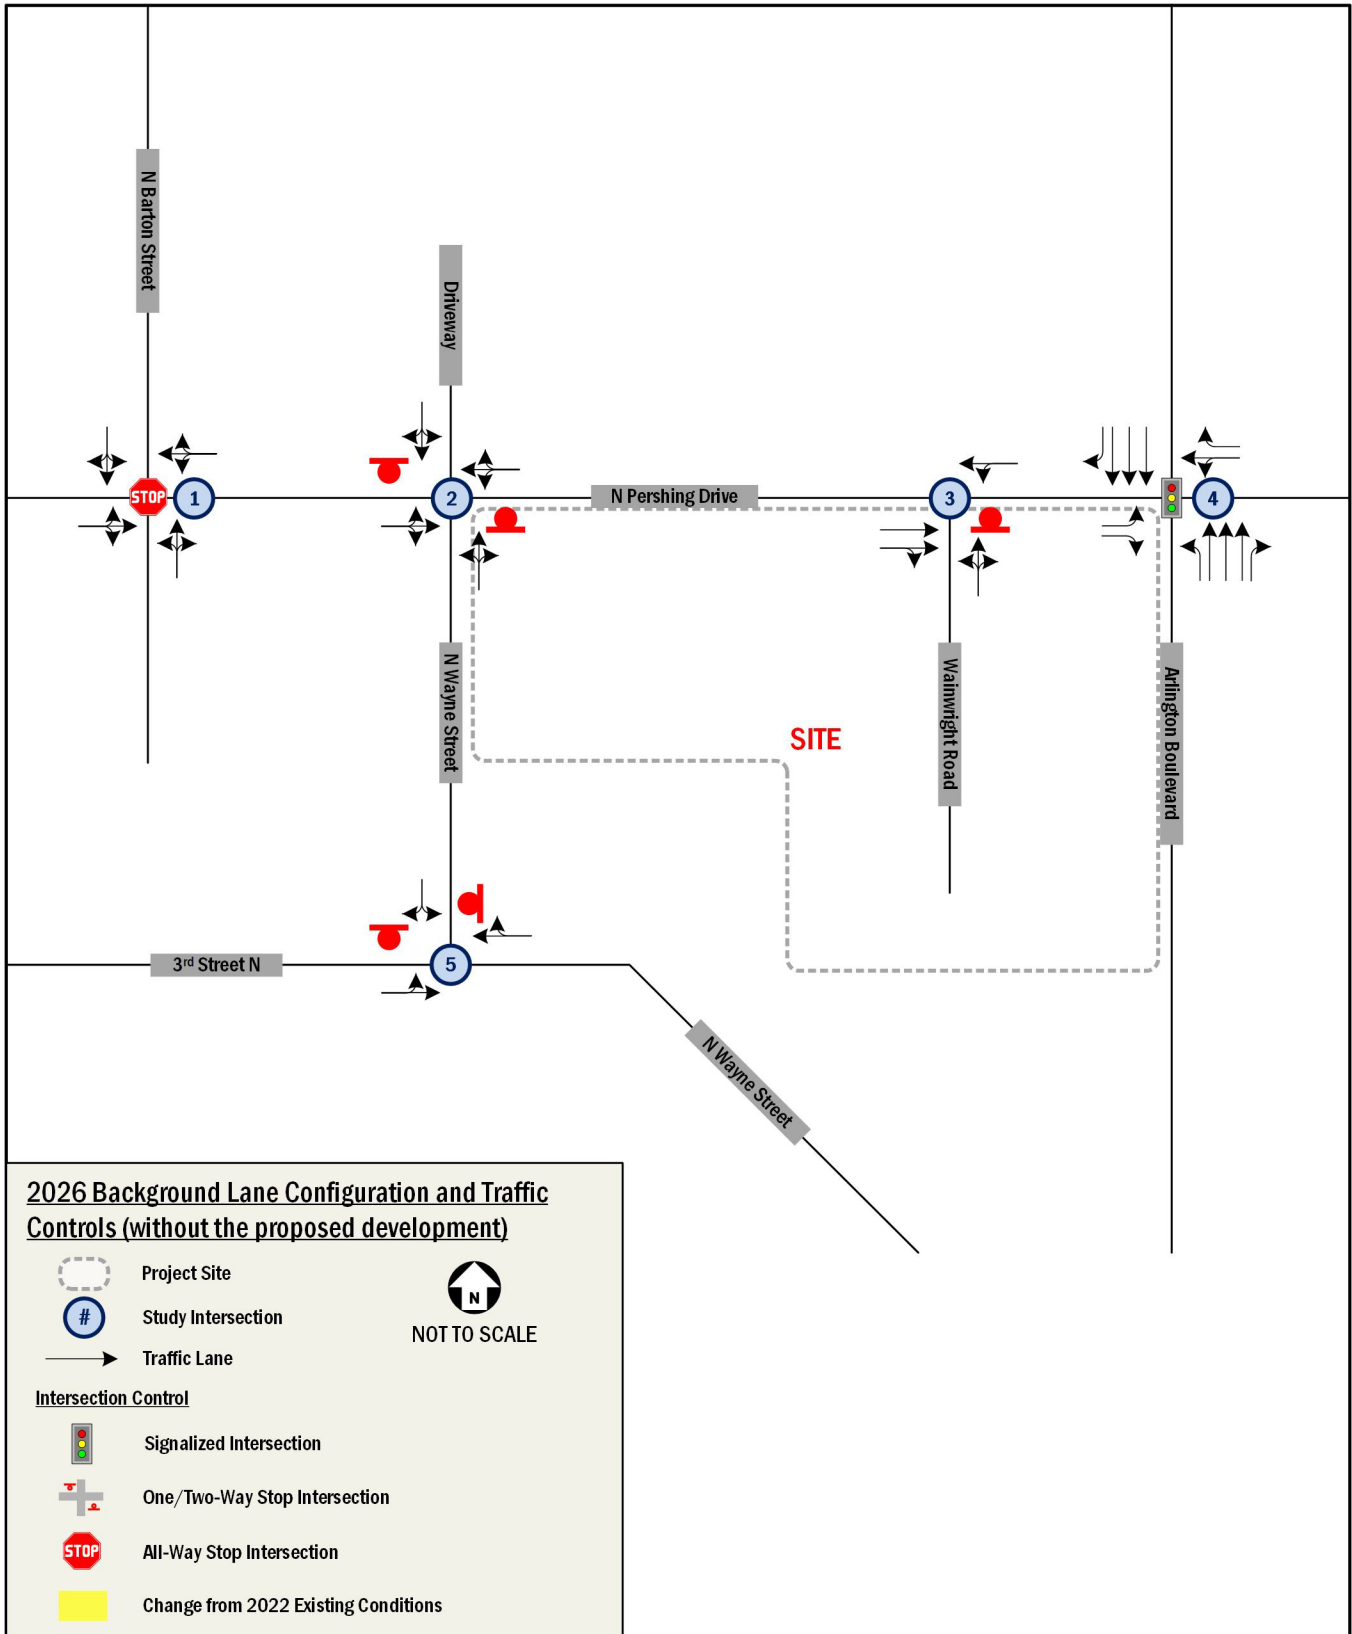 N Barton Street
Driveway
STOP
1
2
N Pershing Drive
3
4
N Wayne Street
SITE
Wainwright Road
Arlington Boulevard
3rd Street N
5
N Wayne Street
2026 Background Lane Configuration and Traffic
Controls (without the proposed development)
Project Site
#
Study Intersection
N
NOT TO SCALE
Traffic Lane
Intersection Control
Signalized Intersection
One/Two-Way Stop Intersection
STOP
All-Way Stop Intersection
Change from 2022 Existing Conditions